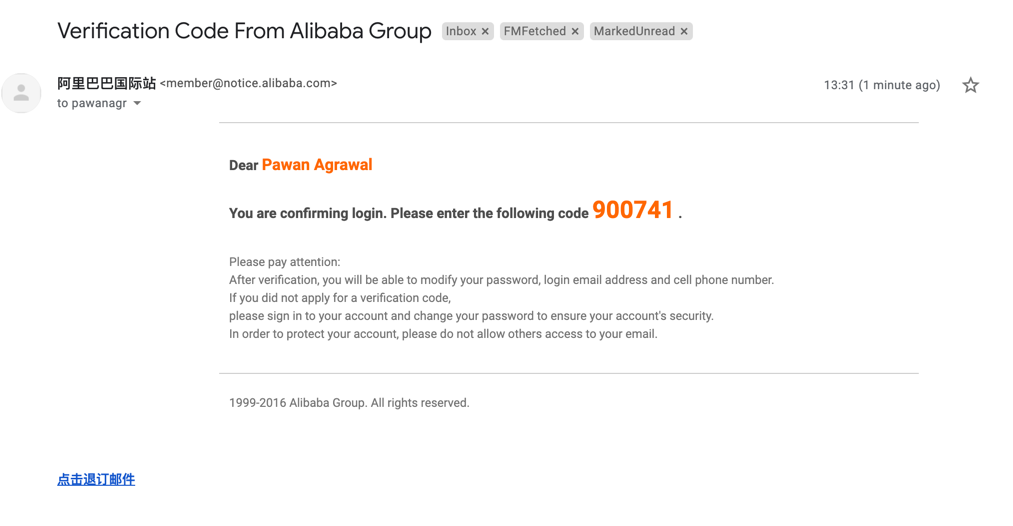 Verification Code From Alibaba Group Inbox × FMFetched × MarkedUnread ×
阿里巴巴国际站 <member@notice.alibaba.com> 13:31 (1 minute ago)
to pawanagr
Dear Pawan Agrawal
You are confirming login. Please enter the following code 900741 .
Please pay attention:
After verification, you will be able to modify your password, login email address and cell phone number.
If you did not apply for a verification code,
please sign in to your account and change your password to ensure your account's security.
In order to protect your account, please do not allow others access to your email.
1999-2016 Alibaba Group. All rights reserved.
点击退订邮件